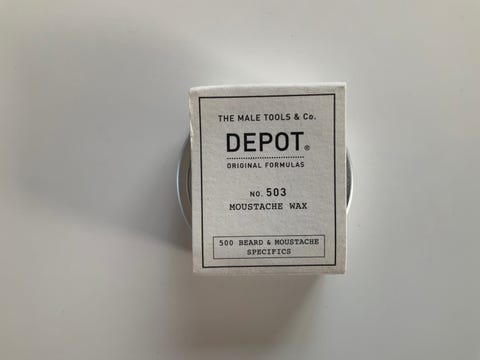 THE MALE TOOLS & Co.
DEPOT®
ORIGINAL FORMULAS
NO. 503
MOUSTACHE WAX
500 BEARD & MOUSTACHE
SPECIFICS